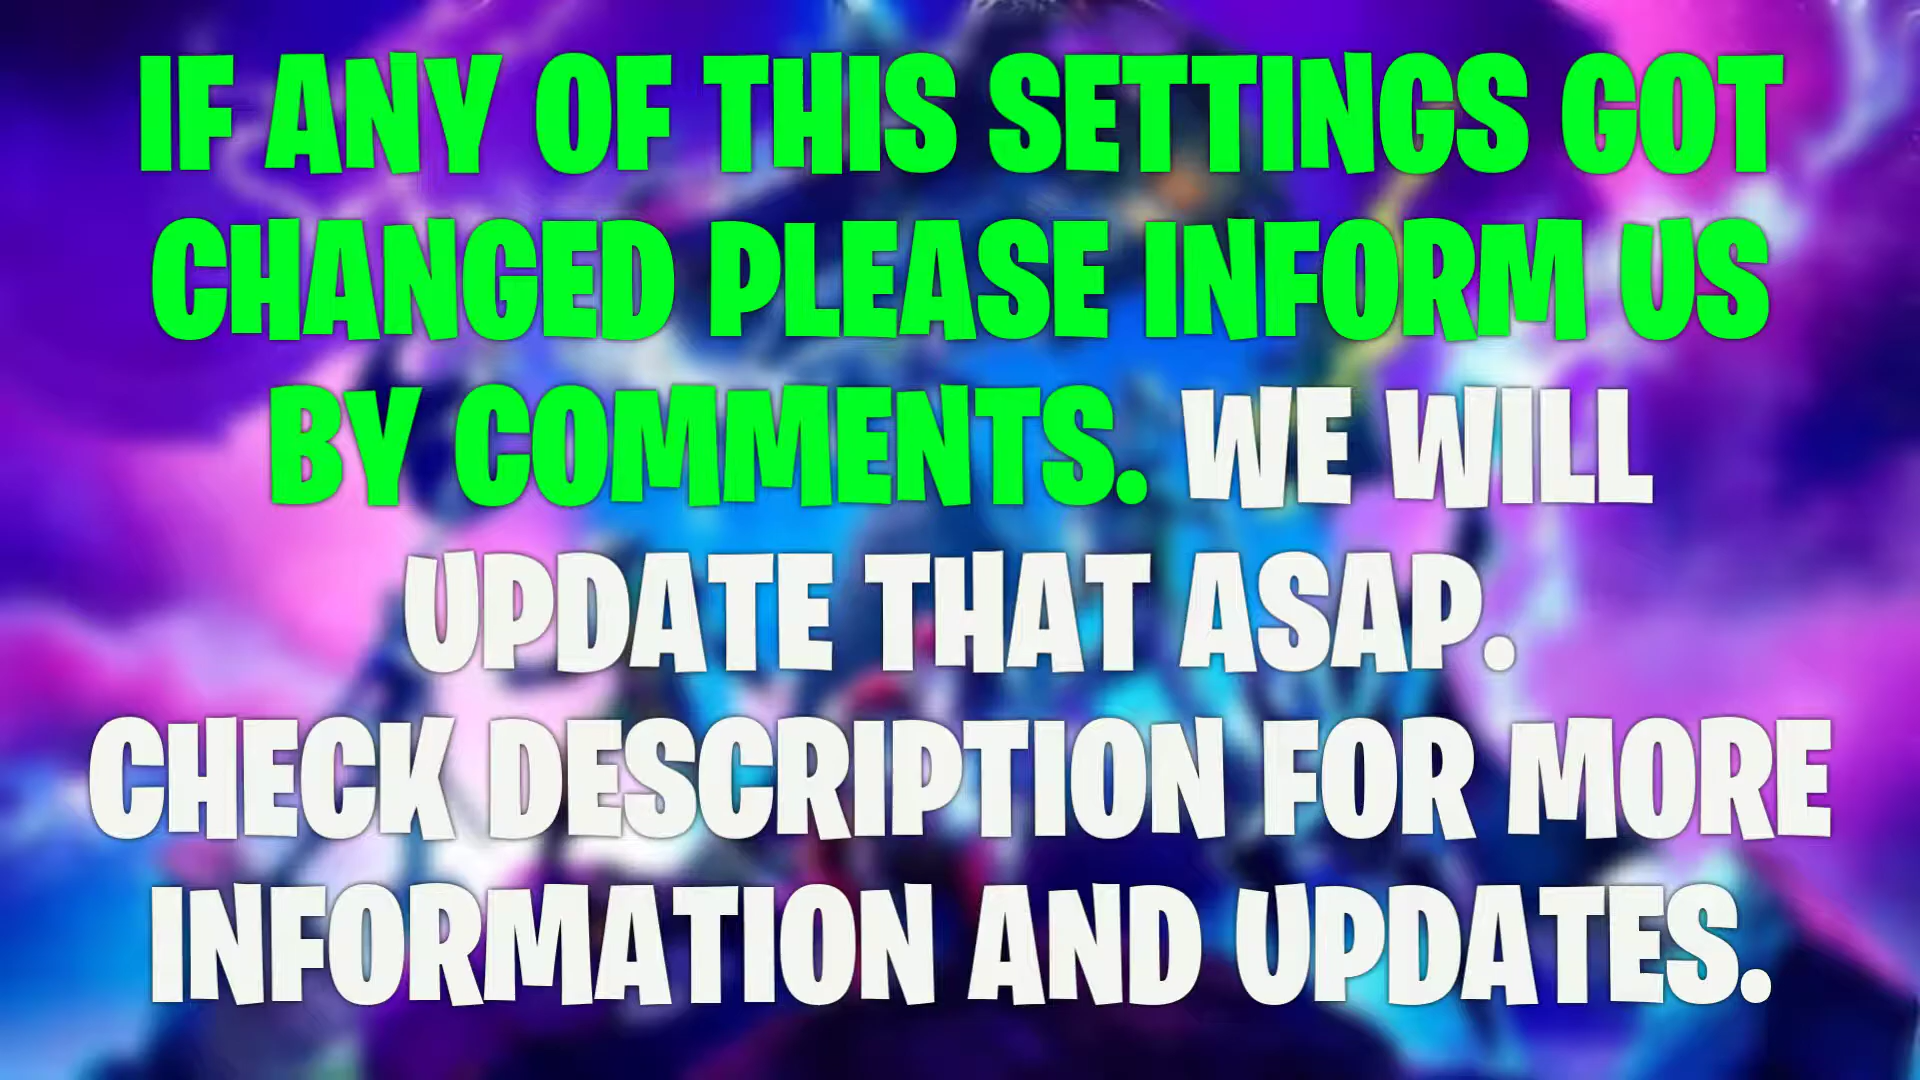 IF ANY OF THIS SETTINGS GOT
CHANGED PLEASE INFORM US
BY COMMENTS. WE WILL
UPDATE THAT ASAP.
CHECK DESCRIPTION FOR MORE
INFORMATION AND UPDATES.